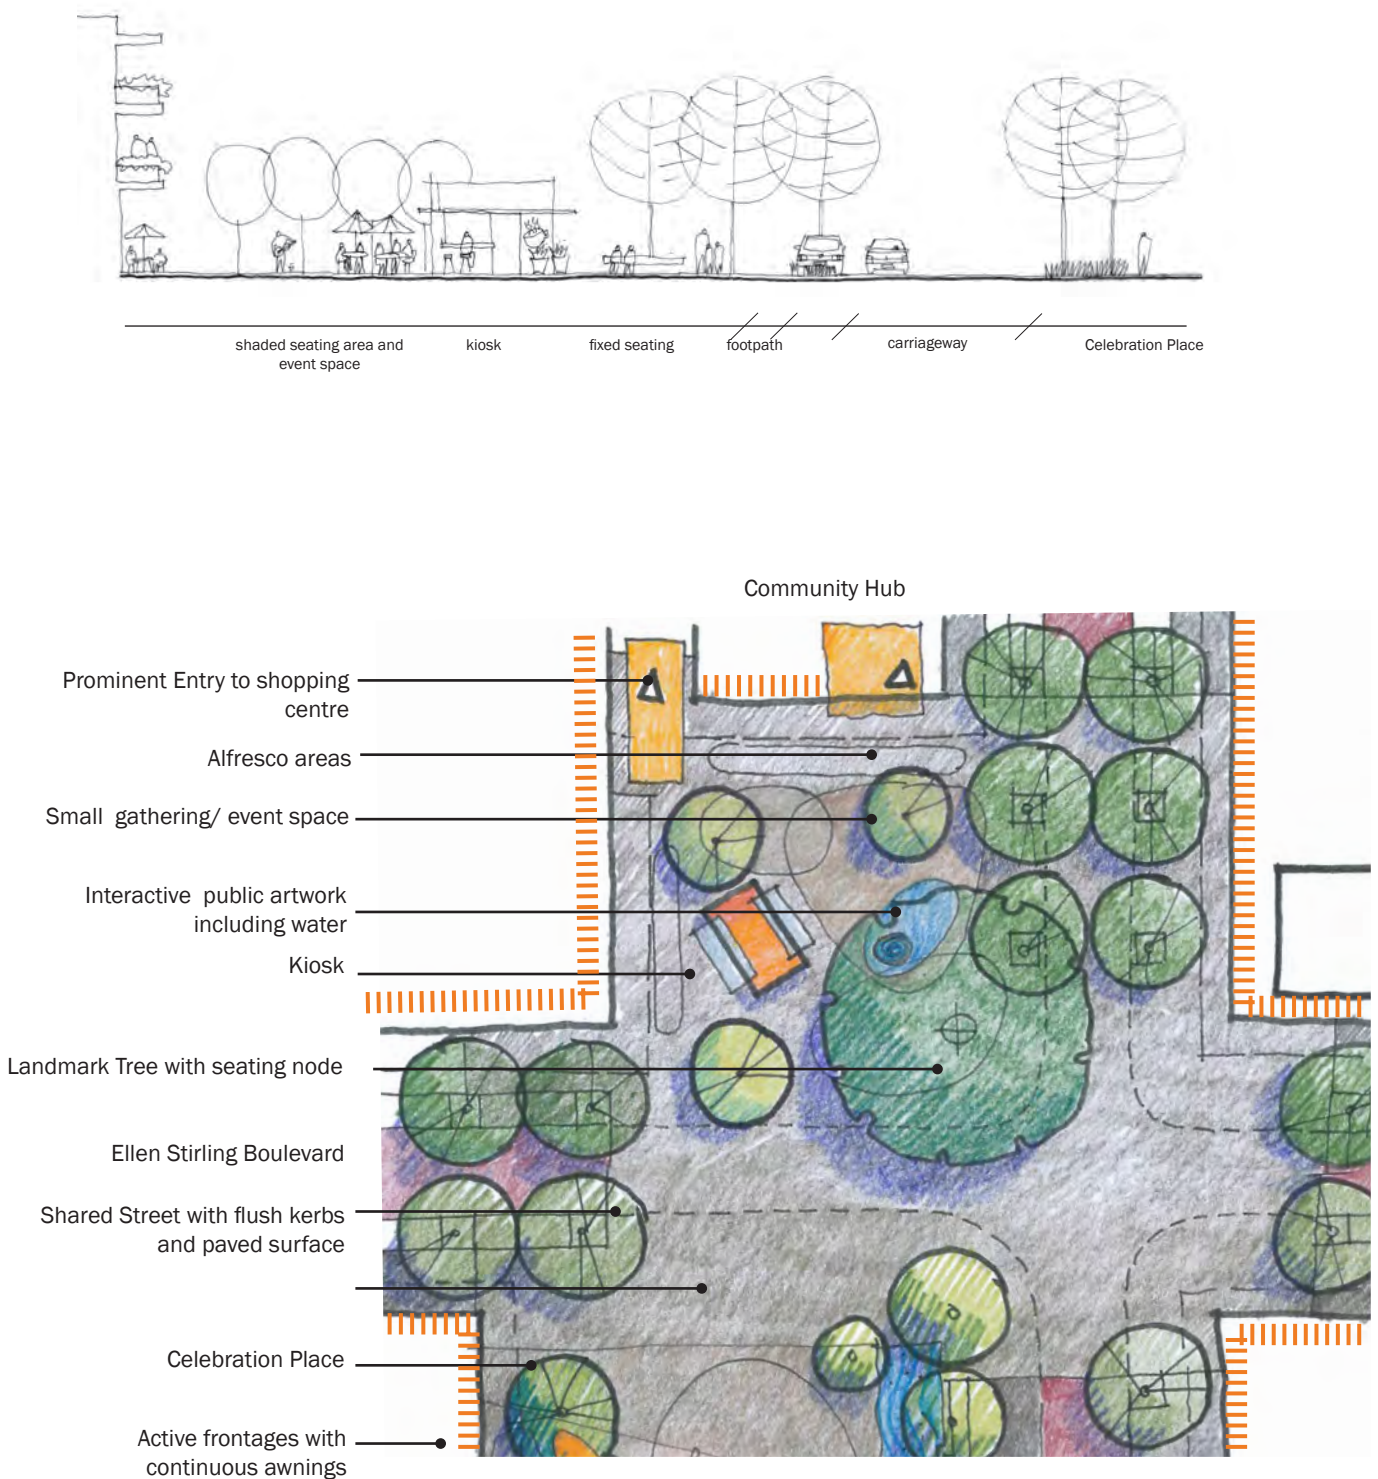 shaded seating area and
event space
kiosk
fixed seating
footpath
carriageway
Celebration Place
Community Hub
Prominent Entry to shopping
centre
Alfresco areas
Small gathering/ event space
Interactive public artwork
including water
Kiosk
Landmark Tree with seating node
Ellen Stirling Boulevard
Shared Street with flush kerbs
and paved surface
Celebration Place
Active frontages with
continuous awnings